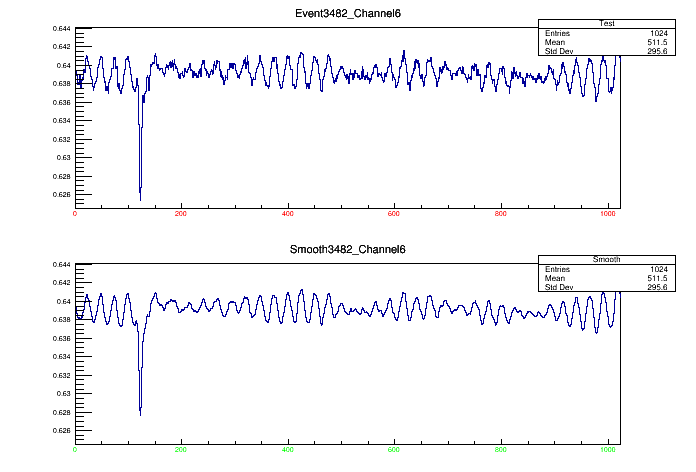 Event3482_Channel6
Test
Entries 1024
Mean 511.5
Std Dev 295.6
0.644
0.642
0.64
0.638
0.636
0.634
0.632
0.63
0.628
0.626
0 200 400 600 800 1000
Smooth3482_Channel6
Smooth
Entries 1024
Mean 511.5
Std Dev 295.6
0.644
0.642
0.64
0.638
0.636
0.634
0.632
0.63
0.628
0.626
0 200 400 600 800 1000